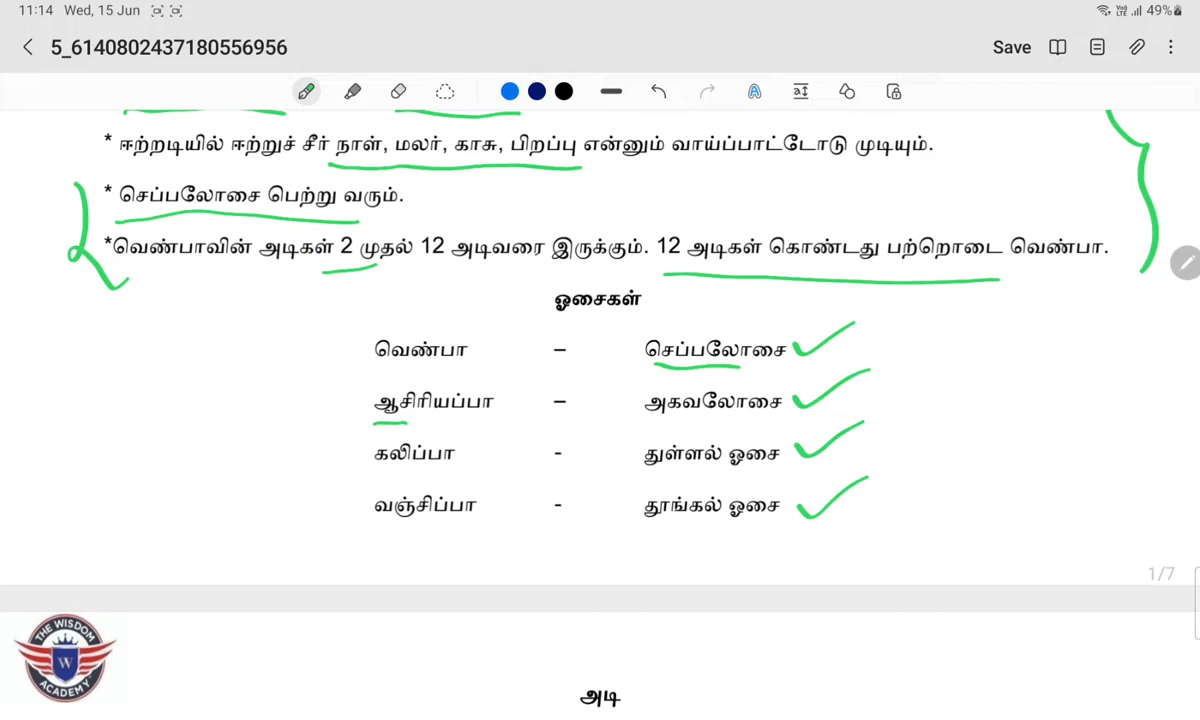 11:14 Wed, 15 Jun 49%
5_6140802437180556956 Save
* ஈற்றடியில் ஈற்றுச் சீர் நாள், மலர், காசு, பிறப்பு என்னும் வாய்ப்பாட்டோடு முடியும்.
* செப்பலோசை பெற்று வரும்.
*வெண்பாவின் அடிகள் 2 முதல் 12 அடிவரை இருக்கும். 12 அடிகள் கொண்டது பற்றொடை வெண்பா.
ஓசைகள்
வெண்பா – செப்பலோசை
ஆசிரியப்பா – அகவலோசை
கலிப்பா - துள்ளல் ஓசை
வஞ்சிப்பா - தூங்கல் ஓசை
1/7
THE WISDOM
W
ACADEMY
அடி